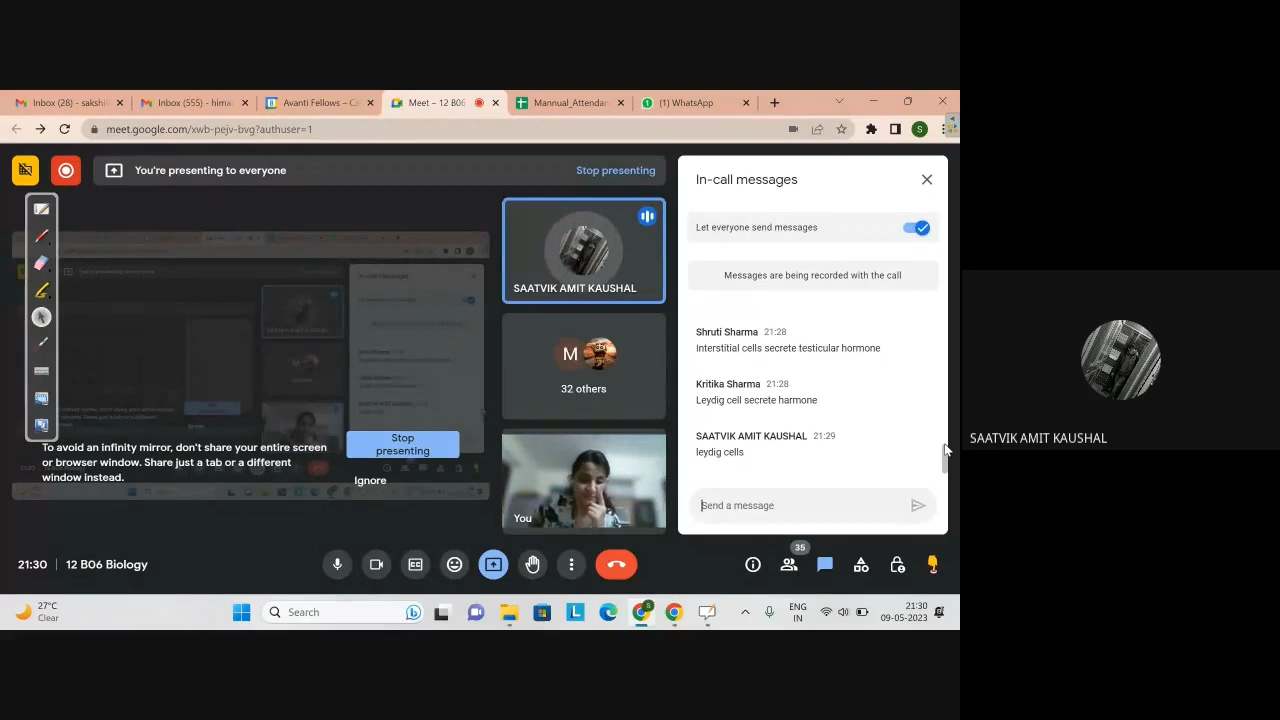 Inbox (28) - sakshi
Inbox (555) - hima
Avanti Fellows – Ca
Meet – 12 B06
Mannual_Attendan
(1) WhatsApp
meet.google.com/xwb-pejv-bvg?authuser=1
S
You're presenting to everyone
Stop presenting
In-call messages
Let everyone send messages
Messages are being recorded with the call
SAATVIK AMIT KAUSHAL
M
32 others
Shruti Sharma 21:28
Interstitial cells secrete testicular hormone
Kritika Sharma 21:28
Leydig cell secrete harmone
SAATVIK AMIT KAUSHAL 21:29
leydig cells
To avoid an infinity mirror, don't share your entire screen
or browser window. Share just a tab or a different
window instead.
Stop
presenting
Ignore
You
Send a message
SAATVIK AMIT KAUSHAL
21:30 | 12 B06 Biology
35
27°C
Clear
Search
ENG
IN
21:30
09-05-2023